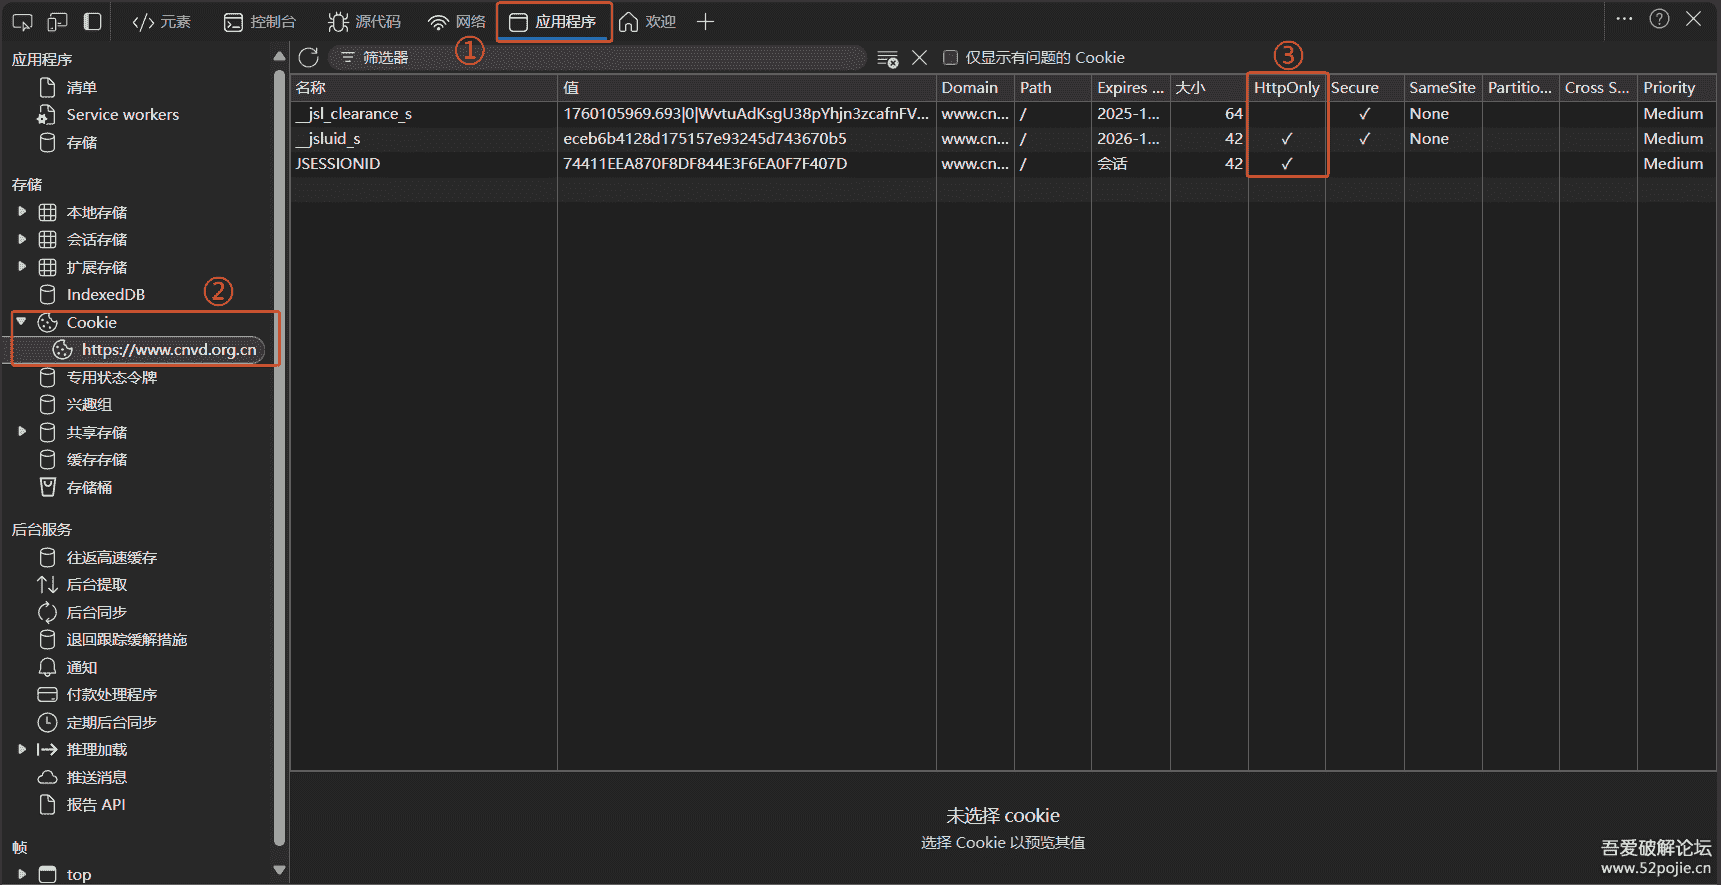 元素 控制台 源代码 网络 应用程序 欢迎
① 
应用程序
清单
Service workers
存储
存储
本地存储
会话存储
扩展存储
IndexedDB
②
Cookie
https://www.cnvd.org.cn
专用状态令牌
兴趣组
共享存储
缓存存储
存储桶
后台服务
往返高速缓存
后台提取
后台同步
退回跟踪缓解措施
通知
付款处理程序
定期后台同步
推理加载
推送消息
报告 API
帧
top
筛选器 仅显示有问题的 Cookie
③
名称 值 Domain Path Expires ... 大小 HttpOnly Secure SameSite Partitio... Cross S... Priority
__jsl_clearance_s 1760105969.693|0|WvtuAdKsgU38pYhjn3zcafnFV... www.cn... / 2025-1... 64 ✓ None Medium
__jsluid_s eceb6b4128d175157e93245d743670b5 www.cn... / 2026-1... 42 ✓ ✓ None Medium
JSESSIONID 74411EEA870F8DF844E3F6EA0F7F407D www.cn... / 会话 42 ✓ Medium
未选择 cookie
选择 Cookie 以预览其值
吾爱破解论坛
www.52pojie.cn